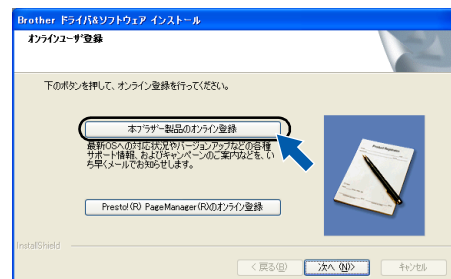 Brother ドライバ&ソフトウェア インストール
オンラインユーザ登録
下のボタンを押して、オンライン登録を行ってください。
本ブラザー製品のオンライン登録
最新OSへの対応状況やバージョンアップなどの各種
サポート情報、およびキャンペーンのご案内などを、い
ち早くメールでお知らせします。
Presto!(R) PageManager(R)のオンライン登録
Product Registration
InstallShield
< 戻る(B)
次へ(N)>
キャンセル